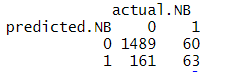 actual.NB
predicted.NB 0 1
0 1489 60
1 161 63